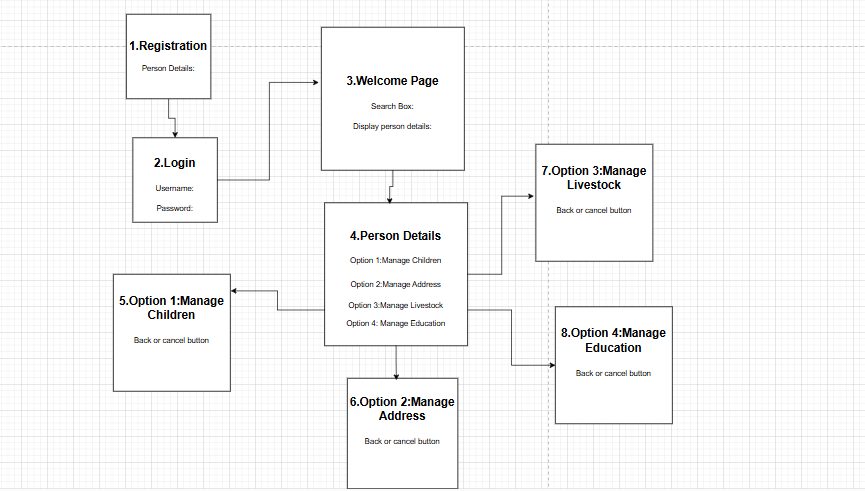 1.Registration
Person Details:
2.Login
Username:
Password:
3.Welcome Page
Search Box:
Display person details:
4.Person Details
Option 1:Manage Children
Option 2:Manage Address
Option 3:Manage Livestock
Option 4: Manage Education
5.Option 1:Manage
Children
Back or cancel button
6.Option 2:Manage
Address
Back or cancel button
7.Option 3:Manage
Livestock
Back or cancel button
8.Option 4:Manage
Education
Back or cancel button